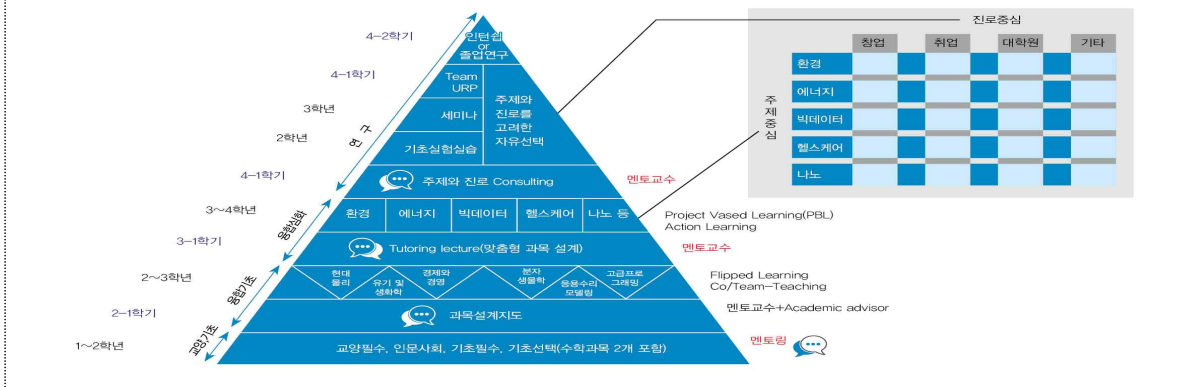 4-2학기
4-1학기
3학년
2학년
4-1학기
3~4학년
3-1학기
2~3학년
2-1학기
1~2학년
연 구
융합심화
융합기초
교양기초
인턴쉽
or
졸업연구
Team
URP
세미나
기초실험실습
주제와
진로를
고려한
자유선택
주제와 진로 Consulting
환경
에너지
빅데이터
헬스케어
나노 등
Tutoring lecture(맞춤형 과목 설계)
현대
물리
유기 및
생화학
경제와
경영
분자
생물학
응용수리
모델링
고급프로
그래밍
과목설계지도
교양필수, 인문사회, 기초필수, 기초선택(수학과목 2개 포함)
멘토교수
Project Vased Learning(PBL)
Action Learning
멘토교수
Flipped Learning
Co/Team-Teaching
멘토교수+Academic advisor
멘토링
진로중심
창업
취업
대학원
기타
주제중심
환경
에너지
빅데이터
헬스케어
나노